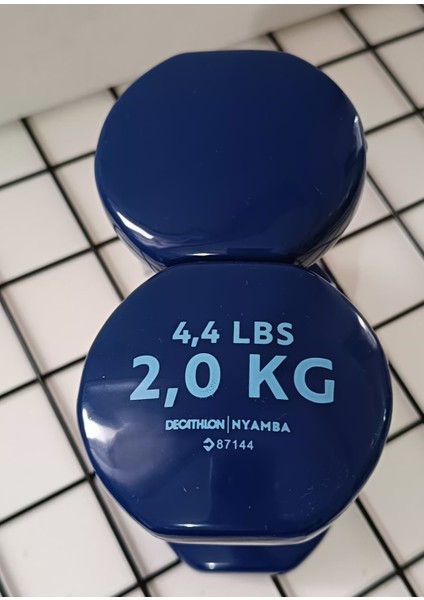 4,4 LBS
2,0 KG
DECATHLON | NYAMBA
87144